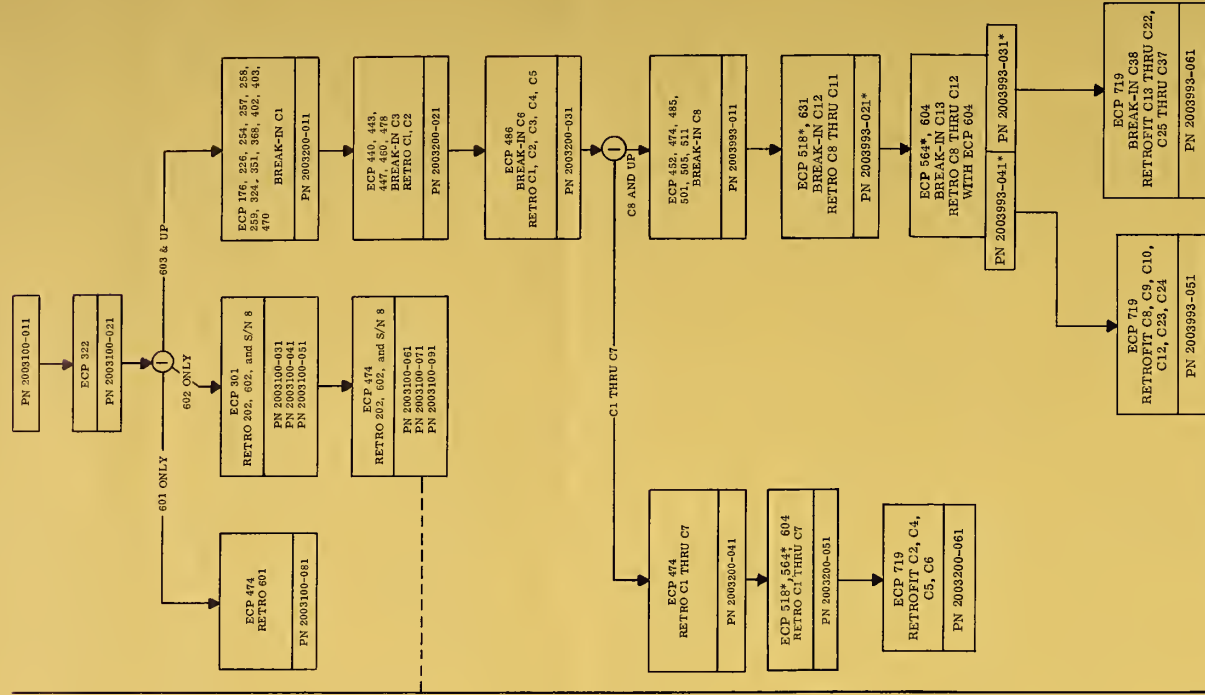 PN 2003100-011
ECP 322
PN 2003100-021
601 ONLY
602 ONLY
603 & UP
ECP 474
RETRO 601
PN 2003100-081
ECP 301
RETRO 202, 602, and S/N 8
PN 2003100-031
PN 2003100-041
PN 2003100-051
ECP 474
RETRO 202, 602, and S/N 8
PN 2003100-061
PN 2003100-071
PN 2003100-091
ECP 176, 226, 254, 257, 258,
259, 324, 351, 368, 402, 403,
470
BREAK-IN C1
PN 2003200-011
ECP 440, 443,
447, 460, 478
BREAK-IN C3
RETRO C1, C2
PN 2003200-021
ECP 486
BREAK-IN C6
RETRO C1, C2, C3, C4, C5
PN 2003200-031
C1 THRU C7
C8 AND UP
ECP 474
RETRO C1 THRU C7
PN 2003200-041
ECP 518*, 564*, 604
RETRO C1 THRU C7
PN 2003200-051
ECP 719
RETROFIT C2, C4,
C5, C6
PN 2003200-061
ECP 452, 474, 485,
501, 505, 511
BREAK-IN C8
PN 2003993-011
ECP 518*, 631
BREAK-IN C12
RETRO C8 THRU C11
PN 2003993-021*
ECP 564*, 604
BREAK-IN C13
RETRO C8 THRU C12
WITH ECP 604
PN 2003993-041*
PN 2003993-031*
ECP 719
RETROFIT C8, C9, C10,
C12, C23, C24
PN 2003993-051
ECP 719
BREAK-IN C38
RETROFIT C13 THRU C22,
C25 THRU C37
PN 2003993-061